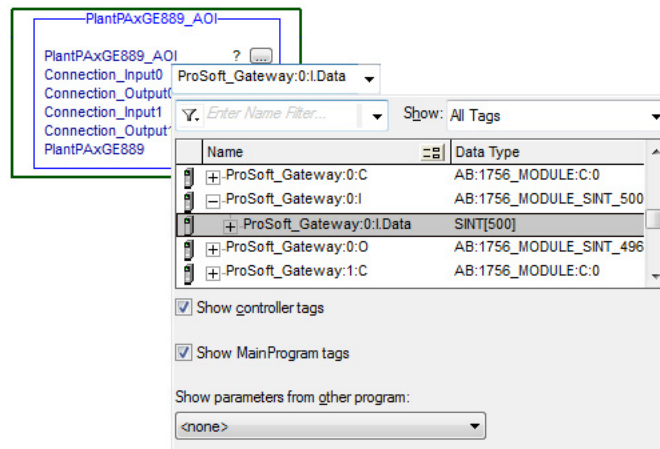 PlantPAxGE889_AOI
PlantPAxGE889_AOI ? ...
Connection_Input0 ProSoft_Gateway:0:I.Data
Connection_Output0
Connection_Input1 Enter Name Filter... Show: All Tags
Connection_Output1
PlantPAxGE889
Name Data Type
ProSoft_Gateway:0:C AB:1756_MODULE:C:0
ProSoft_Gateway:0:I AB:1756_MODULE_SINT_500
ProSoft_Gateway:0:I.Data SINT[500]
ProSoft_Gateway:0:O AB:1756_MODULE_SINT_496
ProSoft_Gateway:1:C AB:1756_MODULE:C:0
Show controller tags
Show MainProgram tags
Show parameters from other program:
<none>